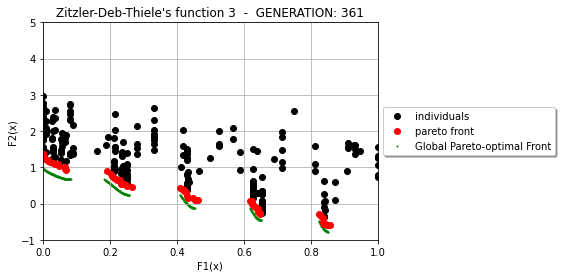 Zitzler-Deb-Thiele's function 3 - GENERATION: 361
5
4
3
2
1
0
−1
F2(x)
0.0 0.2 0.4 0.6 0.8 1.0
F1(x)
individuals
pareto front
Global Pareto-optimal Front